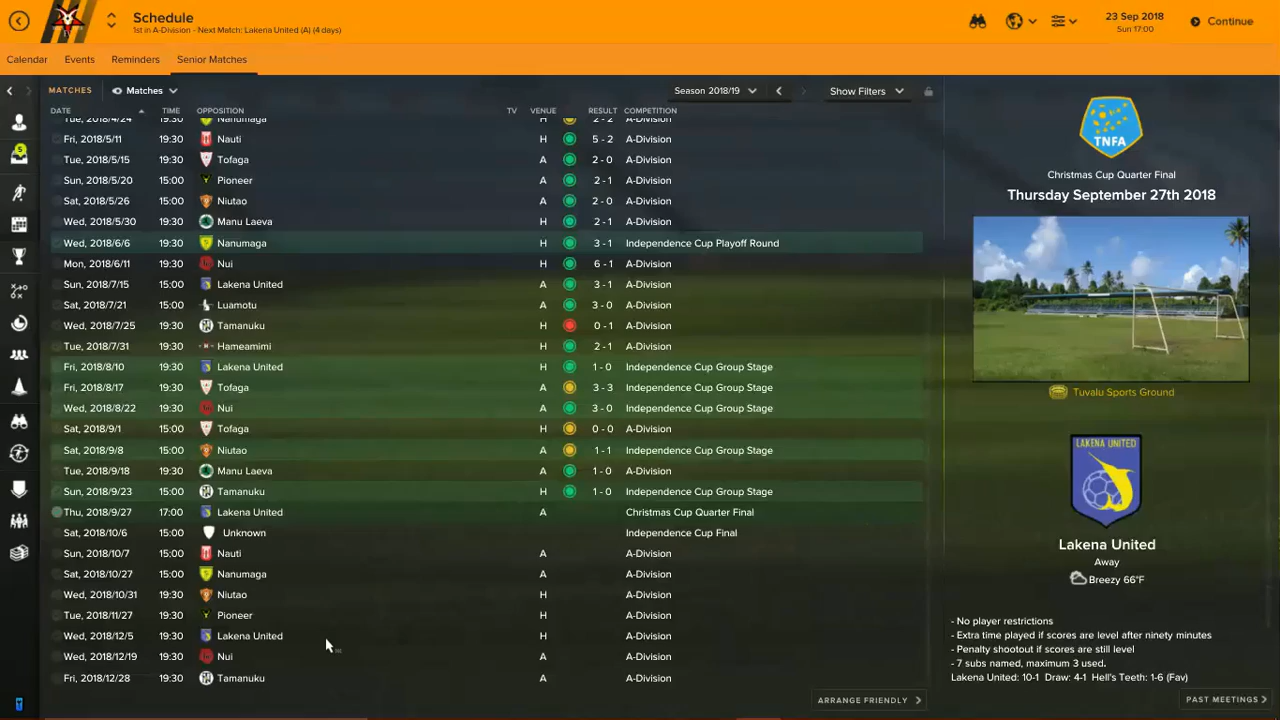 Schedule
1st in A-Division - Next Match: Lakena United (A) (4 days)
23 Sep 2018
Sun 17:00
Continue
Calendar Events Reminders Senior Matches
MATCHES Matches Season 2018/19 Show Filters
DATE TIME OPPOSITION TV VENUE RESULT COMPETITION
Tue, 2018/4/24 19:30 Nanumaga H 2 - 2 A-Division
Fri, 2018/5/11 19:30 Nauti H 5 - 2 A-Division
Tue, 2018/5/15 19:30 Tofaga A 2 - 0 A-Division
Sun, 2018/5/20 15:00 Pioneer A 2 - 1 A-Division
Sat, 2018/5/26 15:00 Niutao A 2 - 0 A-Division
Wed, 2018/5/30 19:30 Manu Laeva H 2 - 1 A-Division
Wed, 2018/6/6 19:30 Nanumaga H 3 - 1 Independence Cup Playoff Round
Mon, 2018/6/11 19:30 Nui H 6 - 1 A-Division
Sun, 2018/7/15 15:00 Lakena United A 3 - 1 A-Division
Sat, 2018/7/21 15:00 Luamotu A 3 - 0 A-Division
Wed, 2018/7/25 19:30 Tamanuku H 0 - 1 A-Division
Tue, 2018/7/31 19:30 Hameamimi H 2 - 1 A-Division
Fri, 2018/8/10 19:30 Lakena United H 1 - 0 Independence Cup Group Stage
Fri, 2018/8/17 19:30 Tofaga A 3 - 3 Independence Cup Group Stage
Wed, 2018/8/22 19:30 Nui A 3 - 0 Independence Cup Group Stage
Sat, 2018/9/1 15:00 Tofaga H 0 - 0 A-Division
Sat, 2018/9/8 15:00 Niutao A 1 - 1 Independence Cup Group Stage
Tue, 2018/9/18 19:30 Manu Laeva A 1 - 0 A-Division
Sun, 2018/9/23 15:00 Tamanuku H 1 - 0 Independence Cup Group Stage
Thu, 2018/9/27 17:00 Lakena United A Christmas Cup Quarter Final
Sat, 2018/10/6 15:00 Unknown Independence Cup Final
Sun, 2018/10/7 15:00 Nauti A A-Division
Sat, 2018/10/27 15:00 Nanumaga A A-Division
Wed, 2018/10/31 19:30 Niutao H A-Division
Tue, 2018/11/27 19:30 Pioneer H A-Division
Wed, 2018/12/5 19:30 Lakena United H A-Division
Wed, 2018/12/19 19:30 Nui A A-Division
Fri, 2018/12/28 19:30 Tamanuku A A-Division
ARRANGE FRIENDLY
TNFA
Christmas Cup Quarter Final
Thursday September 27th 2018
Tuvalu Sports Ground
LAKENA UNITED
Lakena United
Away
Breezy 66°F
- No player restrictions
- Extra time played if scores are level after ninety minutes
- Penalty shootout if scores are still level
- 7 subs named, maximum 3 used.
Lakena United: 10-1 Draw: 4-1 Hell's Teeth: 1-6 (Fav)
PAST MEETINGS
5